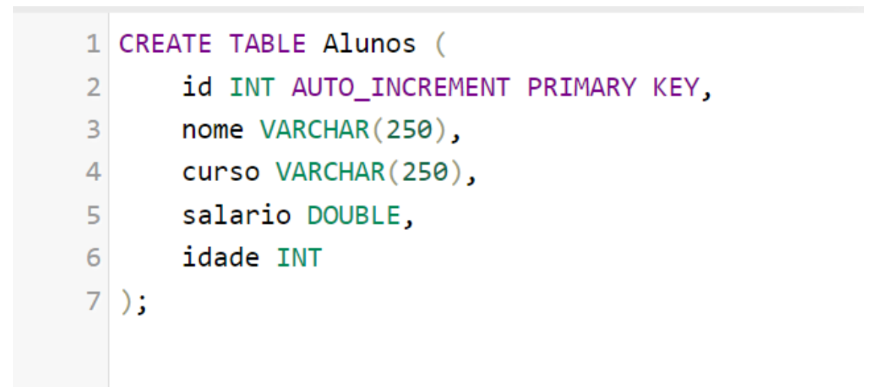 1 CREATE TABLE Alunos (
2 id INT AUTO_INCREMENT PRIMARY KEY,
3 nome VARCHAR(250),
4 curso VARCHAR(250),
5 salario DOUBLE,
6 idade INT
7 );